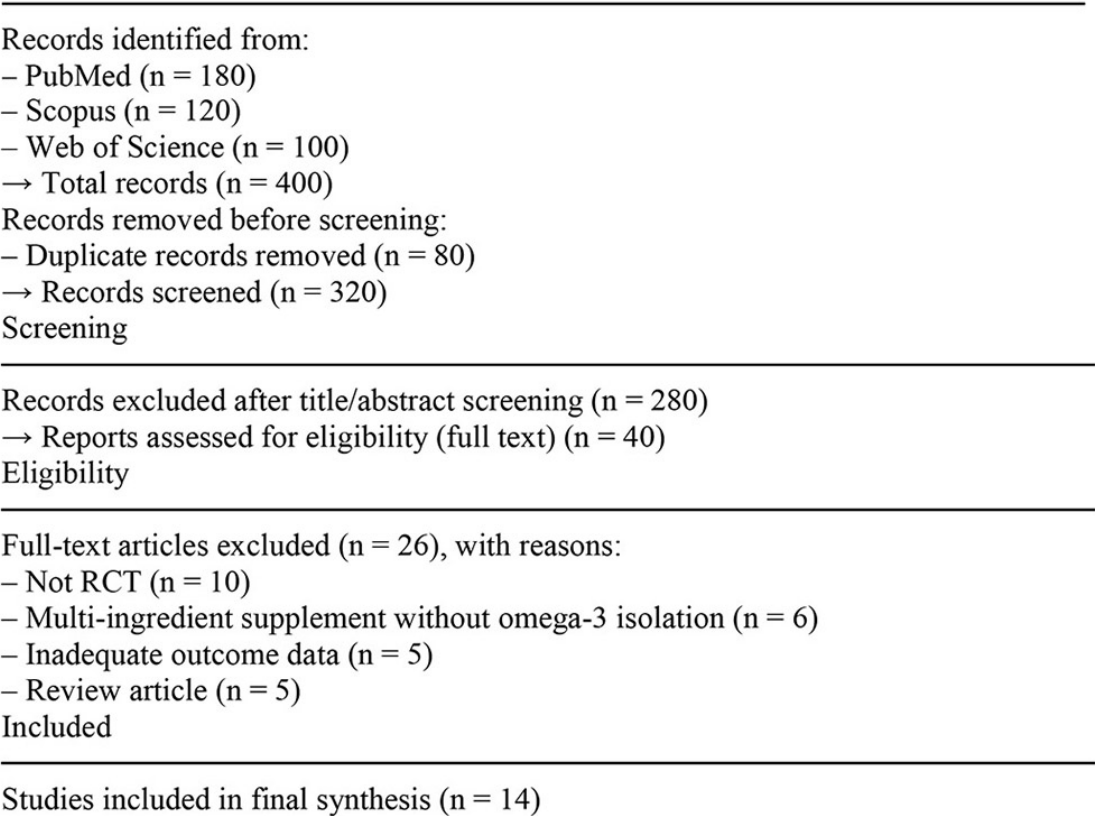 Records identified from:
– PubMed (n = 180)
– Scopus (n = 120)
– Web of Science (n = 100)
→ Total records (n = 400)
Records removed before screening:
– Duplicate records removed (n = 80)
→ Records screened (n = 320)
Screening
Records excluded after title/abstract screening (n = 280)
→ Reports assessed for eligibility (full text) (n = 40)
Eligibility
Full-text articles excluded (n = 26), with reasons:
– Not RCT (n = 10)
– Multi-ingredient supplement without omega-3 isolation (n = 6)
– Inadequate outcome data (n = 5)
– Review article (n = 5)
Included
Studies included in final synthesis (n = 14)